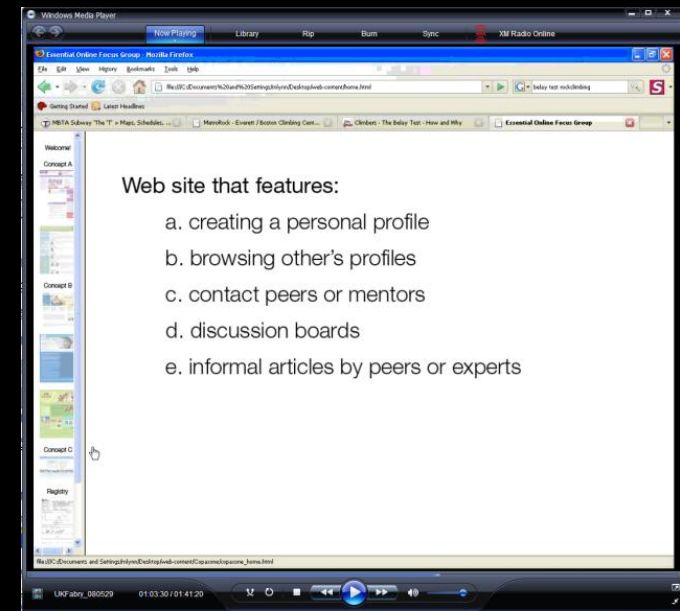 Windows Media Player
Now Playing Library Rip Burn Sync XM Radio Online
Essential Online Focus Group - Mozilla Firefox
File Edit View History Bookmarks Tools Help
belay test rockclimbing
Getting Started Latest Headlines
MBTA Subway "The T" > Maps, Schedules, ... MetroRock - Everett / Boston Climbing Cent... Climbers - The Belay Test - How and Why Essential Online Focus Group
Welcome!
Concept A
Concept B
Concept C
Registry
Web site that features:
a. creating a personal profile
b. browsing other's profiles
c. contact peers or mentors
d. discussion boards
e. informal articles by peers or experts
UKFabry_080529 01:03:30 / 01:41:20